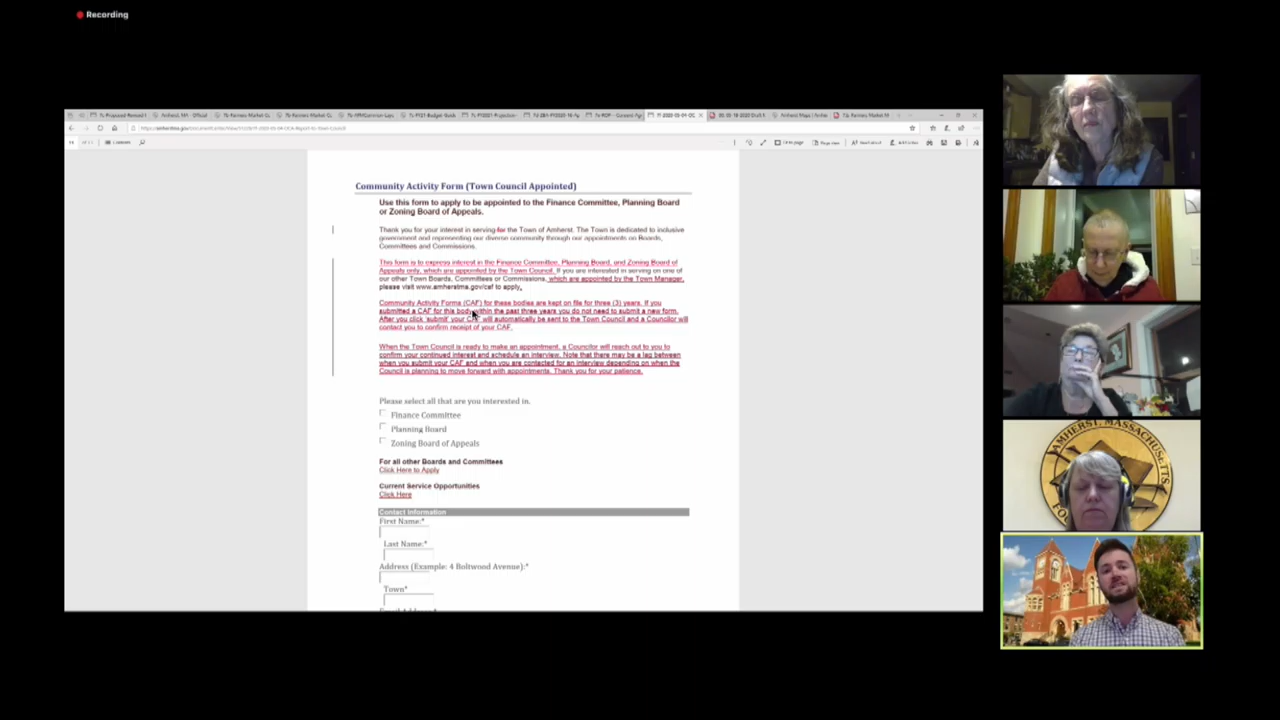 Recording
Community Activity Form (Town Council Appointed)
Use this form to apply to be appointed to the Finance Committee, Planning Board
or Zoning Board of Appeals.
Thank you for your interest in serving for the Town of Amherst. The Town is dedicated to inclusive
government and representing our diverse community through our appointments on Boards,
Committees and Commissions.
This form is to express interest in the Finance Committee, Planning Board, and Zoning Board of
Appeals only, which are appointed by the Town Council. If you are interested in serving on one of
our other Town Boards, Committees or Commissions, which are appointed by the Town Manager,
please visit www.amherstma.gov/caf to apply.
Community Activity Forms (CAF) for these bodies are kept on file for three (3) years. If you
submitted a CAF for this body within the past three years you do not need to submit a new form.
After you click 'submit' your CAF will automatically be sent to the Town Council and a Councilor will
contact you to confirm receipt of your CAF.
When the Town Council is ready to make an appointment, a Councilor will reach out to you to
confirm your continued interest and schedule an interview. Note that there may be a lag between
when you submit your CAF and when you are contacted for an interview depending on when the
Council is planning to move forward with appointments. Thank you for your patience.
Please select all that are you interested in.
Finance Committee
Planning Board
Zoning Board of Appeals
For all other Boards and Committees
Click Here to Apply
Current Service Opportunities
Click Here
Contact Information
First Name:*
Last Name:*
Address (Example: 4 Boltwood Avenue):*
Town*
AMHERST, MASSACHUSETTS